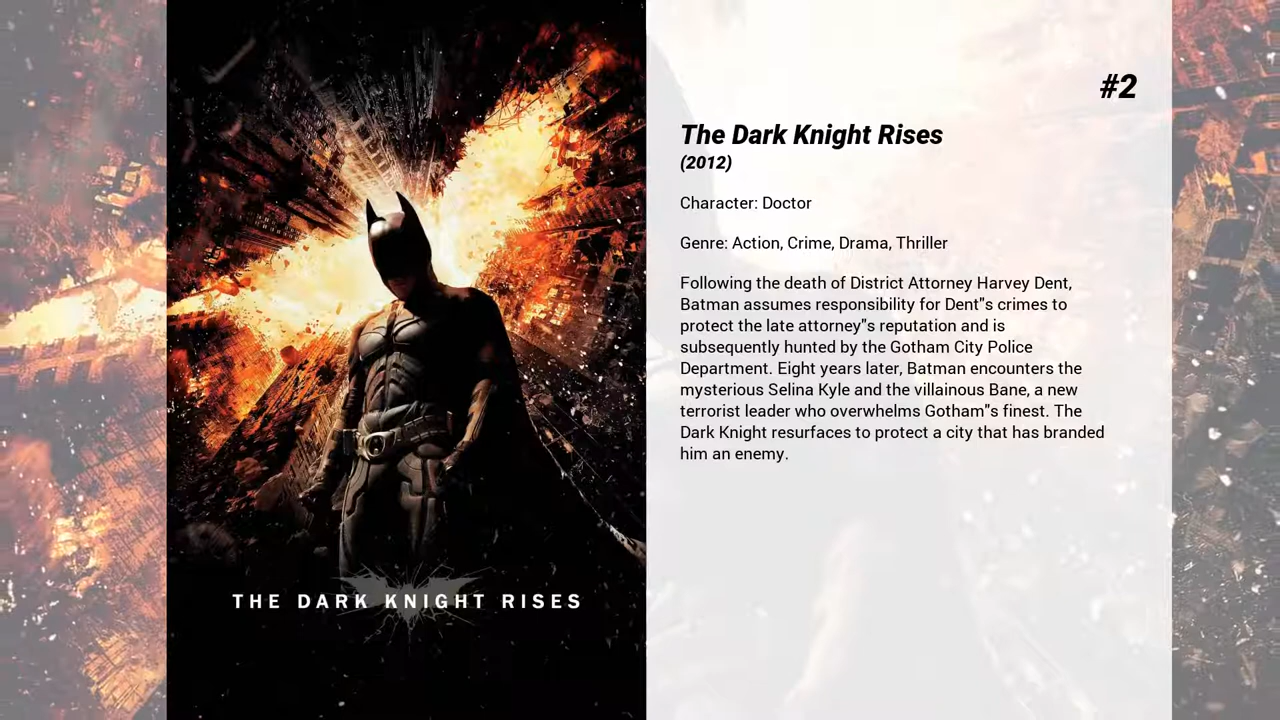 #2
The Dark Knight Rises
(2012)
Character: Doctor
Genre: Action, Crime, Drama, Thriller
Following the death of District Attorney Harvey Dent,
Batman assumes responsibility for Dent"s crimes to
protect the late attorney"s reputation and is
subsequently hunted by the Gotham City Police
Department. Eight years later, Batman encounters the
mysterious Selina Kyle and the villainous Bane, a new
terrorist leader who overwhelms Gotham"s finest. The
Dark Knight resurfaces to protect a city that has branded
him an enemy.
THE DARK KNIGHT RISES